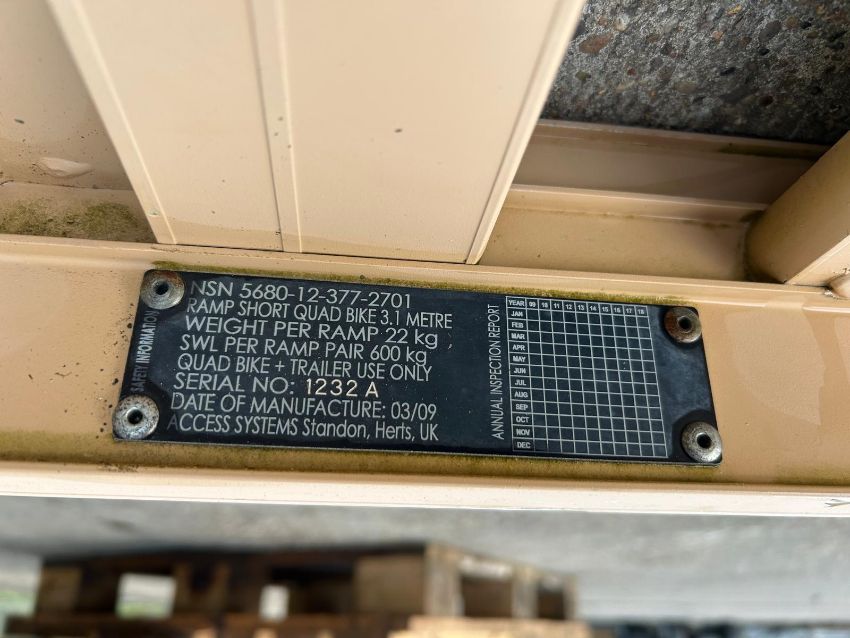 SAFETY INFORMATION
NSN 5680-12-377-2701
RAMP SHORT QUAD BIKE 3.1 METRE
WEIGHT PER RAMP 22 kg
SWL PER RAMP PAIR 600 kg
QUAD BIKE + TRAILER USE ONLY
SERIAL NO: 1232 A
DATE OF MANUFACTURE: 03/09
ACCESS SYSTEMS Standon, Herts, UK
ANNUAL INSPECTION REPORT
YEAR 09 10 11 12 13 14 15 16 17 18
JAN
FEB
MAR
APR
MAY
JUN
JUL
AUG
SEP
OCT
NOV
DEC